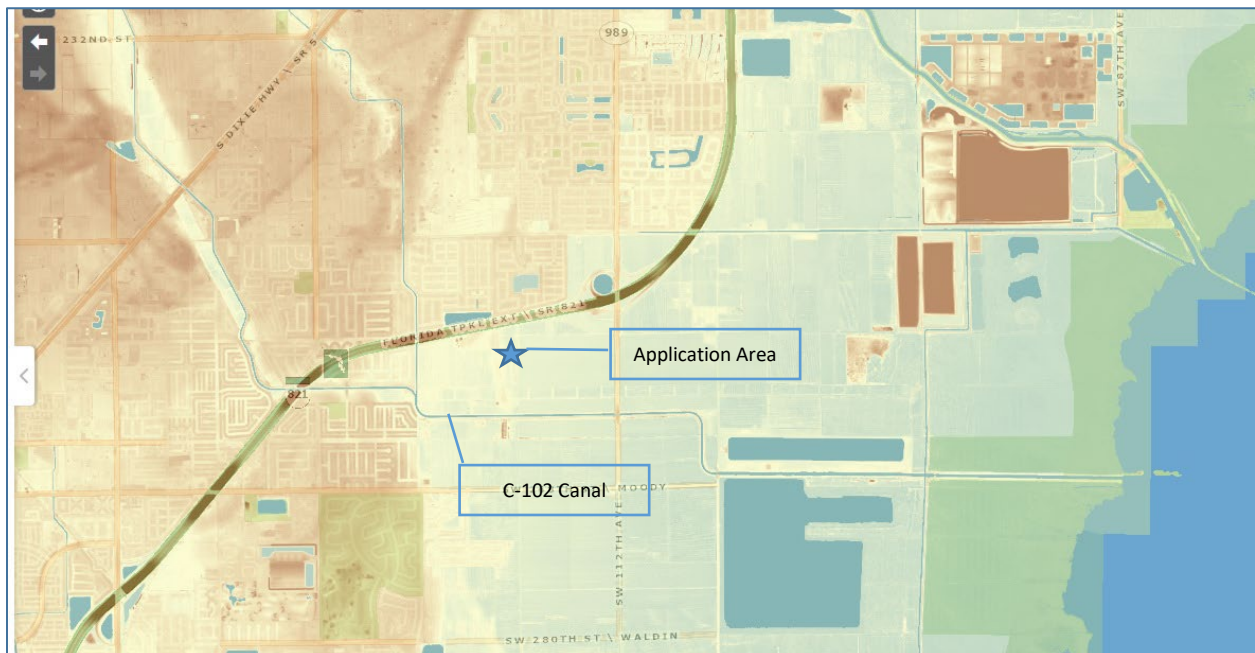 232ND ST
S DIXIE HWY \ SR 5
989
SW 87TH AVE
FLORIDA TPKE EXT \ SR 821
Application Area
821
C-102 Canal
MOODY
SW 112TH AVE
SW 280TH ST \ WALDIN